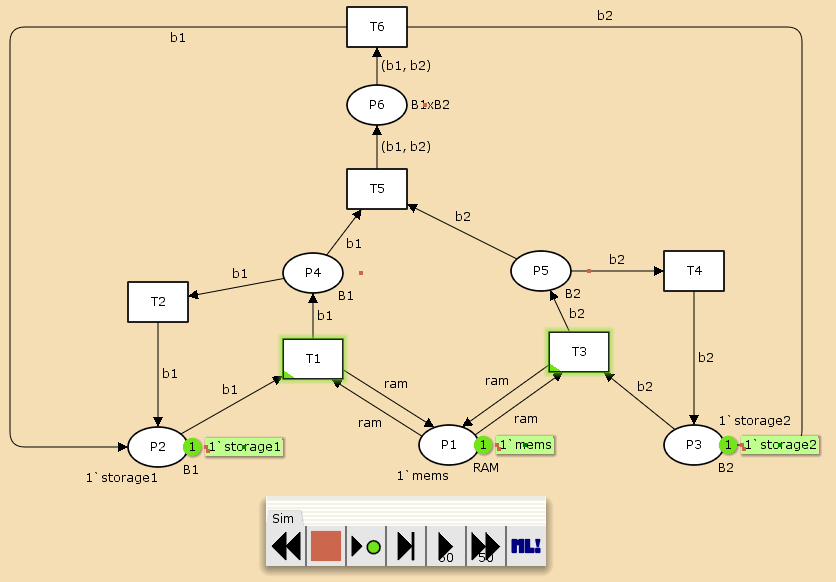 T6
b1
b2
(b1,b2)
P6
B1xB2
(b1,b2)
T5
b2
b1
P4
B1
b1
T2
P5
B2
b2
T4
b1
b2
T1
T3
b1
b1
ram
ram
ram
ram
b2
b2
P2
1
1`storage1
B1
1`storage1
P1
1
1`mems
RAM
1`mems
P3
1
1`storage2
1`storage2
B2
Sim
50
50
ML!